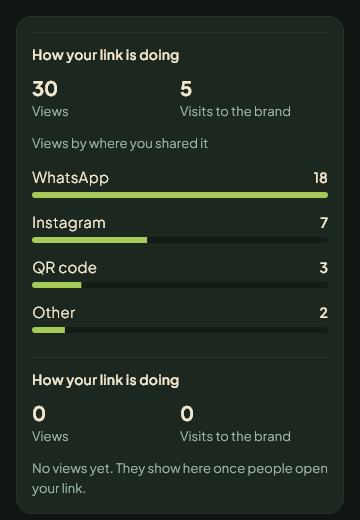 How your link is doing
30 5
Views Visits to the brand
Views by where you shared it
WhatsApp 18
Instagram 7
QR code 3
Other 2
How your link is doing
0 0
Views Visits to the brand
No views yet. They show here once people open
your link.